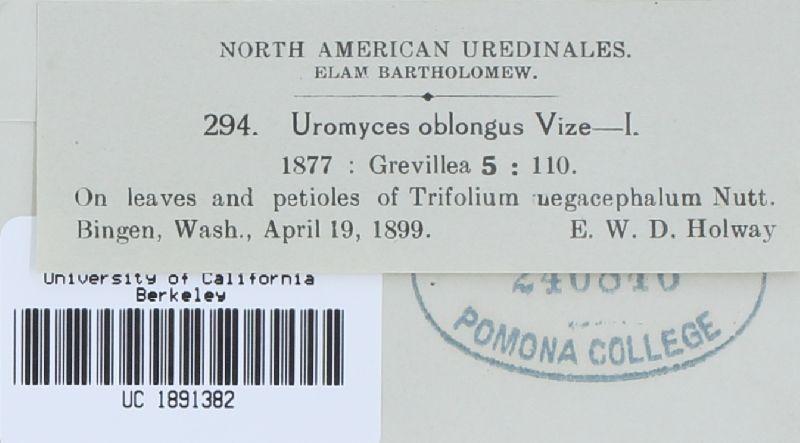 NORTH AMERICAN UREDINALES.
ELAM BARTHOLOMEW.
294. Uromyces oblongus Vize—I.
1877 : Grevillea 5 : 110.
On leaves and petioles of Trifolium megacephalum Nutt.
Bingen, Wash., April 19, 1899. E. W. D. Holway
University of California
Berkeley
UC 1891382
POMONA COLLEGE